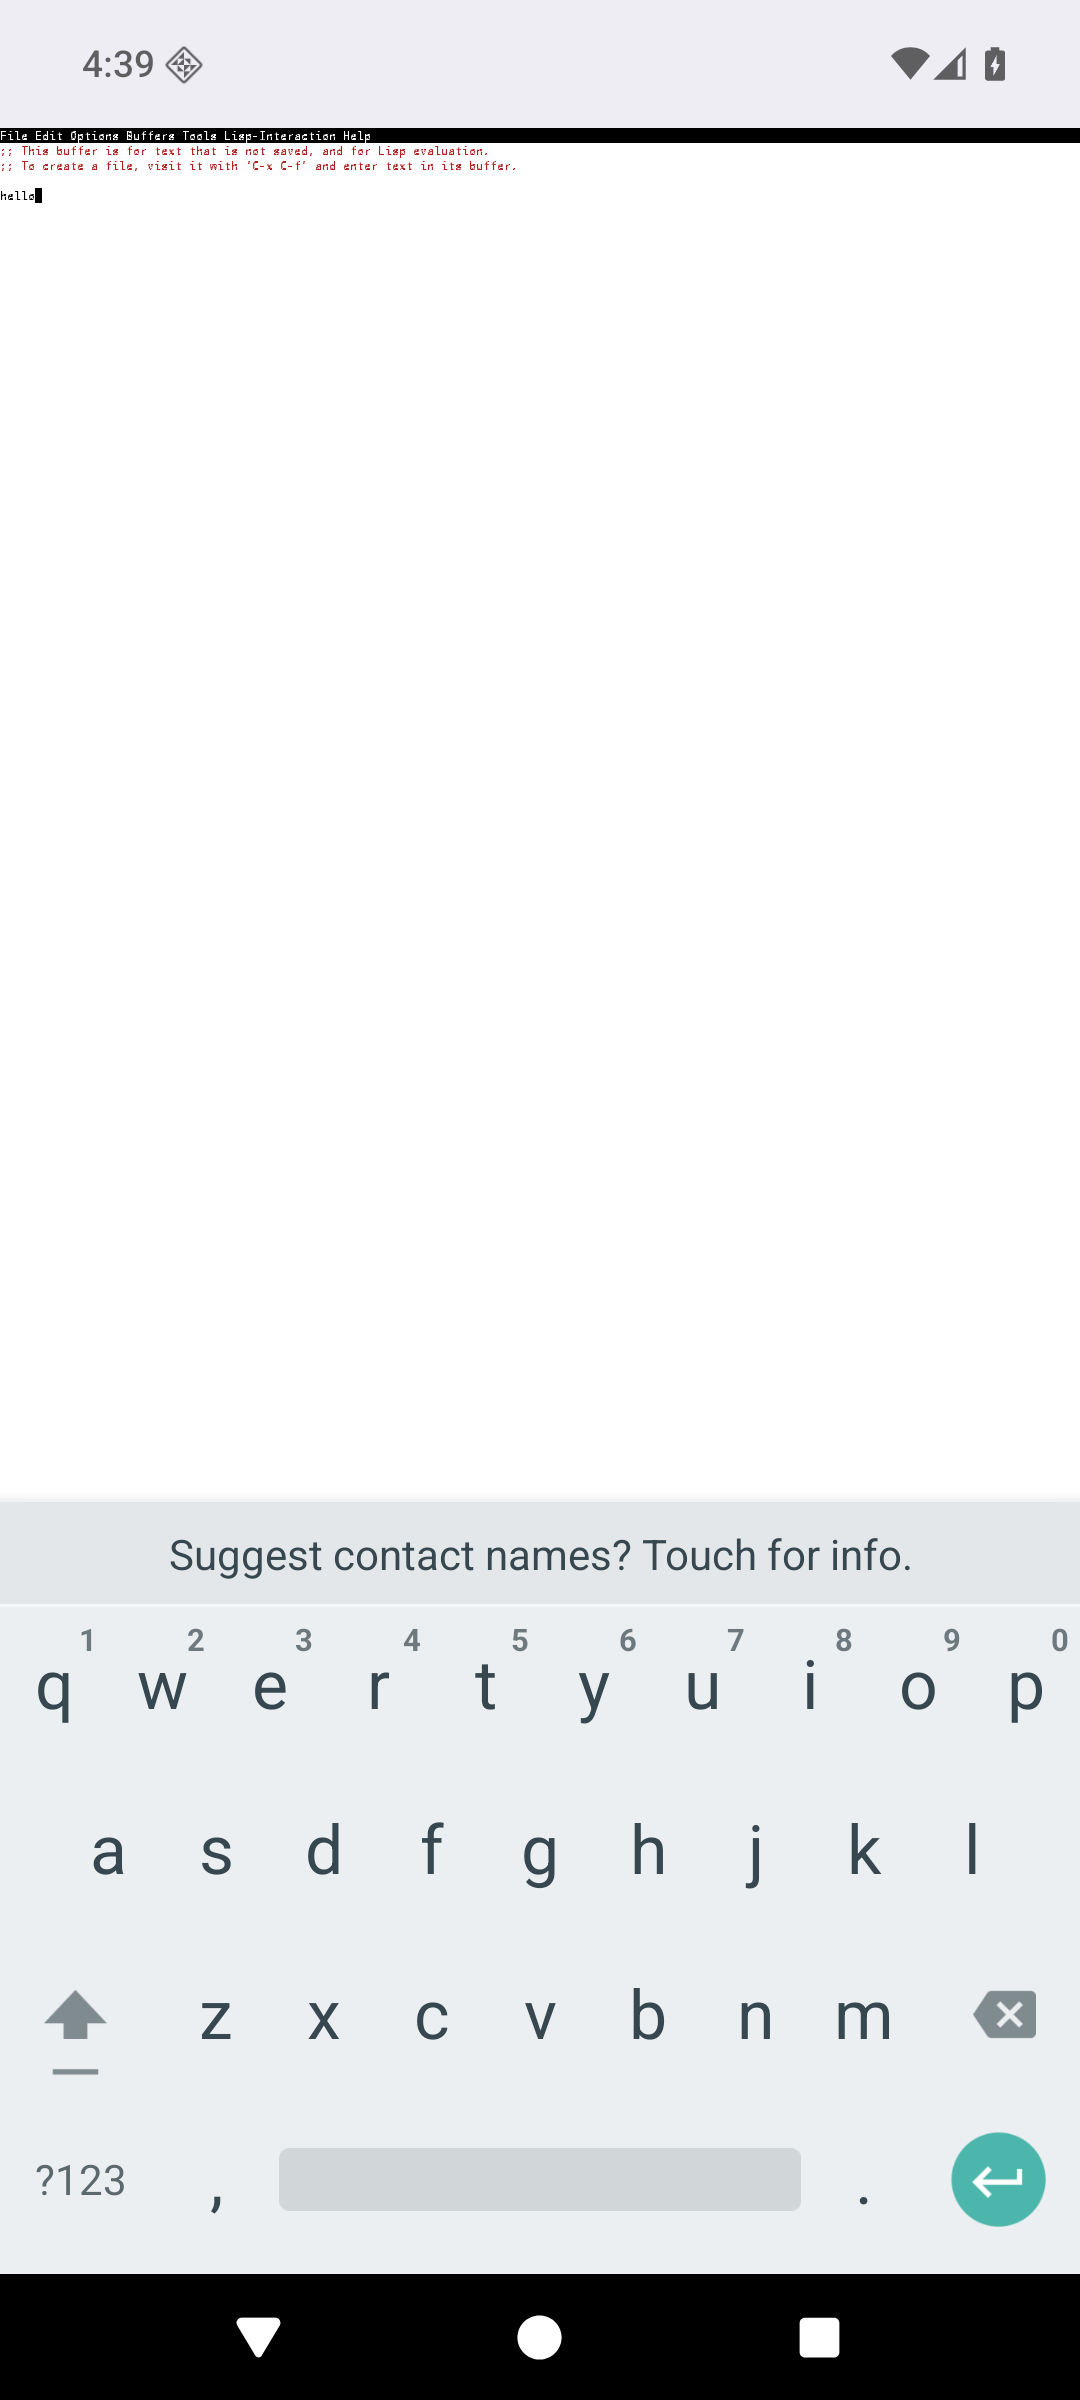 4:39
File Edit Options Buffers Tools Lisp-Interaction Help
;; This buffer is for text that is not saved, and for Lisp evaluation.
;; To create a file, visit it with ‘C-x C-f’ and enter text in its buffer.
hello
Suggest contact names? Touch for info.
1 2 3 4 5 6 7 8 9 0
q w e r t y u i o p
a s d f g h j k l
z x c v b n m
?123 , .